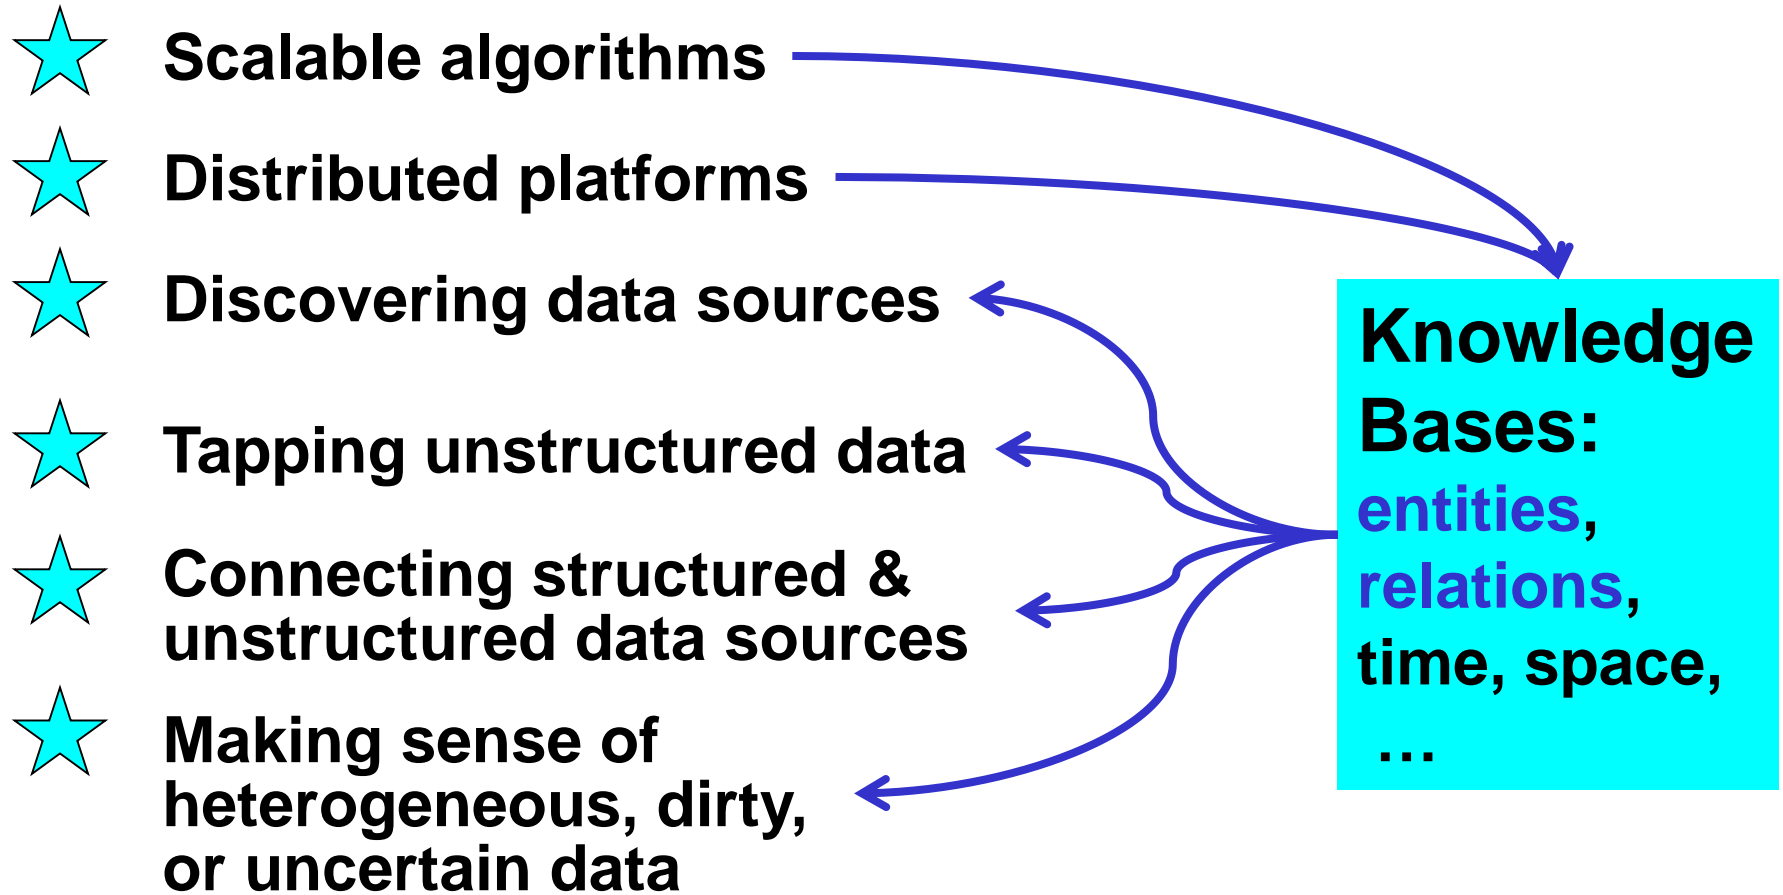 Scalable algorithms
Distributed platforms
Discovering data sources
Tapping unstructured data
Connecting structured &
unstructured data sources
Making sense of
heterogeneous, dirty,
or uncertain data
Knowledge
Bases:
entities,
relations,
time, space,
…